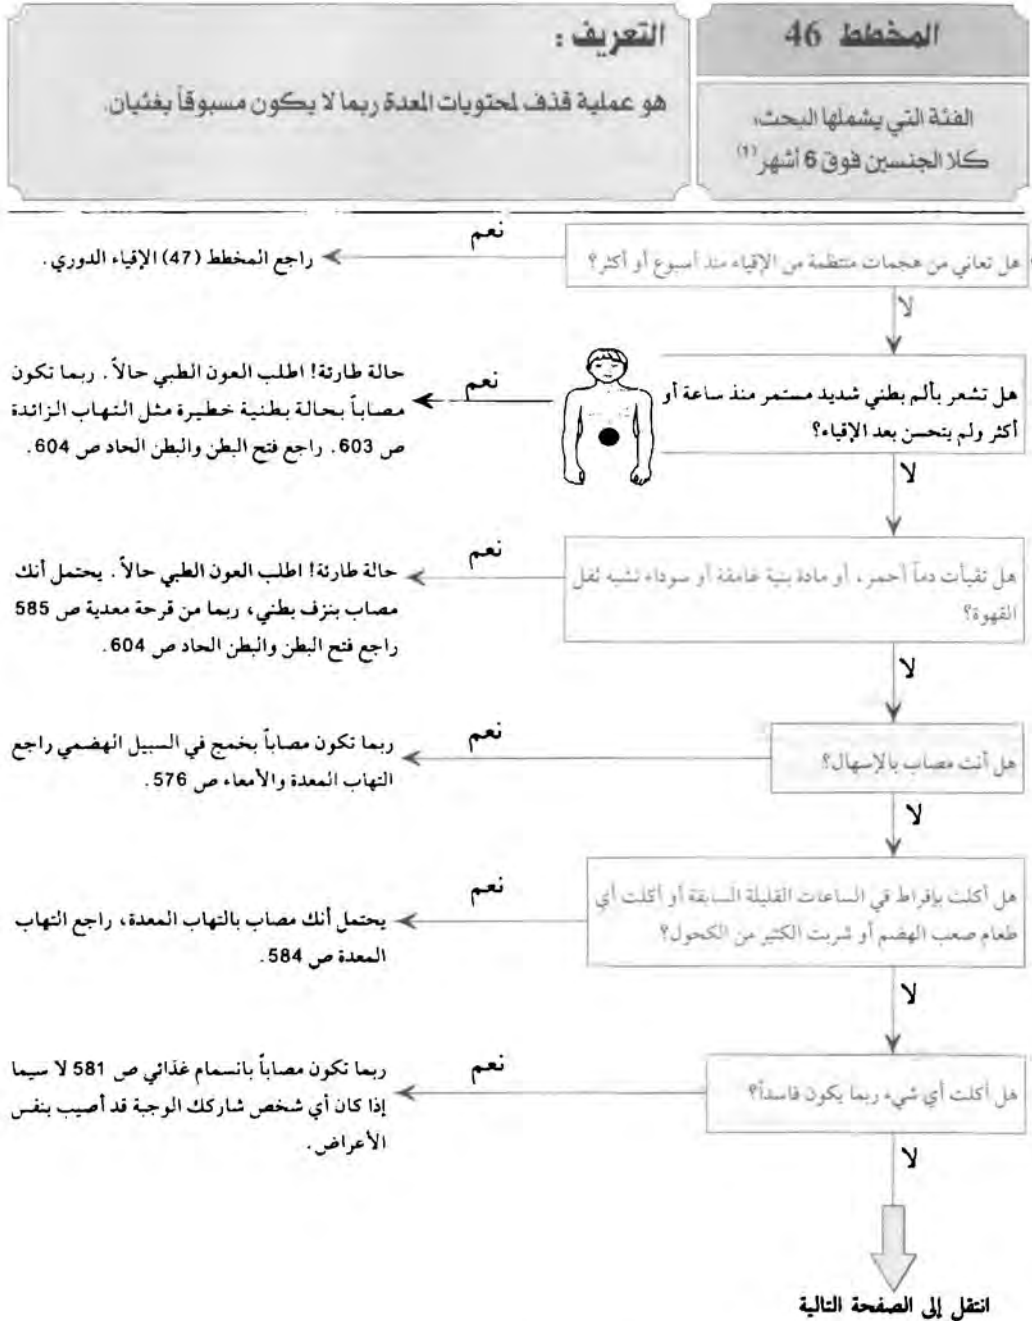 المخطط 46
الفئة التي يشملها البحث،
كلا الجنسين فوق 6 أشهر (1)
التعريف :
هو عملية قذف لمحتويات المعدة ربما لا يكون مسبوقاً بغثيان.
هل تعاني من هجمات منتظمة من الإقياء منذ أسبوع أو أكثر؟
نعم
راجع المخطط (47) الإقياء الدوري.
لا
هل تشعر بألم بطني شديد مستمر منذ ساعة أو
أكثر ولم يتحسن بعد الإقياء؟
نعم
حالة طارئة! اطلب العون الطبي حالاً. ربما تكون
مصاباً بحالة بطنية خطيرة مثل التهاب الزائدة
ص 603. راجع فتح البطن والبطن الحاد ص 604.
لا
هل تقيأت دماً أحمر، أو مادة بنية غامقة أو سوداء تشبه ثفل
القهوة؟
نعم
حالة طارئة! اطلب العون الطبي حالاً. يحتمل أنك
مصاب بنزف بطني، ربما من قرحة معدية ص 585
راجع فتح البطن والبطن الحاد ص 604.
لا
هل أنت مصاب بالإسهال؟
نعم
ربما تكون مصاباً بخمج في السبيل الهضمي راجع
التهاب المعدة والأمعاء ص 576.
لا
هل أكلت بإفراط في الساعات القليلة السابقة أو أكلت أي
طعام صعب الهضم أو شربت الكثير من الكحول؟
نعم
يحتمل أنك مصاب بالتهاب المعدة، راجع التهاب
المعدة ص 584.
لا
هل أكلت أي شيء ربما يكون فاسداً؟
نعم
ربما تكون مصاباً بانسمام غذائي ص 581 لا سيما
إذا كان أي شخص شاركك الوجبة قد أصيب بنفس
الأعراض.
لا
انتقل إلى الصفحة التالية